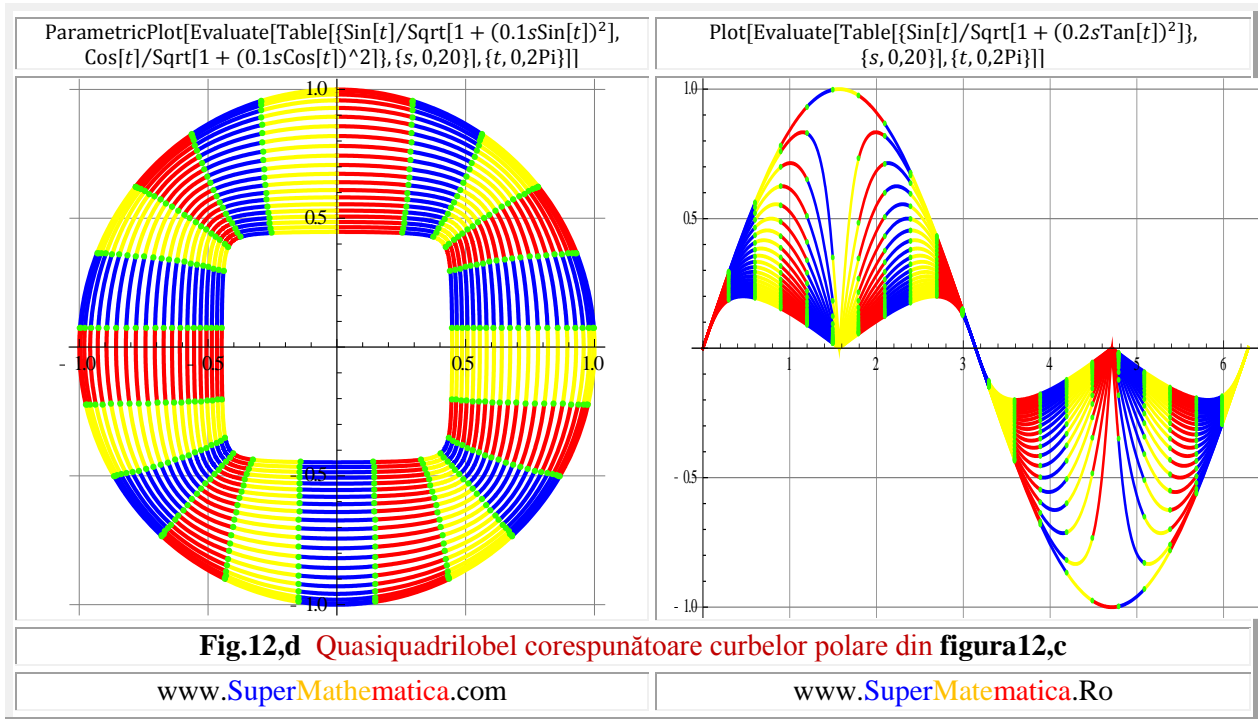 ParametricPlot[Evaluate[Table[{Sin[t]/Sqrt[1 + (0.1sSin[t])²],
Cos[t]/Sqrt[1 + (0.1sCos[t])^2]}, {s, 0,20}], {t, 0,2Pi}]]
Plot[Evaluate[Table[{Sin[t]/Sqrt[1 + (0.2sTan[t])²]},
{s, 0,20}], {t, 0,2Pi}]]
1.0
0.5
- 1.0
- 0.5
0.5
1.0
- 0.5
- 1.0
1.0
0.5
1
2
3
4
5
6
- 0.5
- 1.0
Fig.12,d Quasiquadrilobel corespunătoare curbelor polare din figura12,c
www.SuperMathematica.com
www.SuperMatematica.Ro